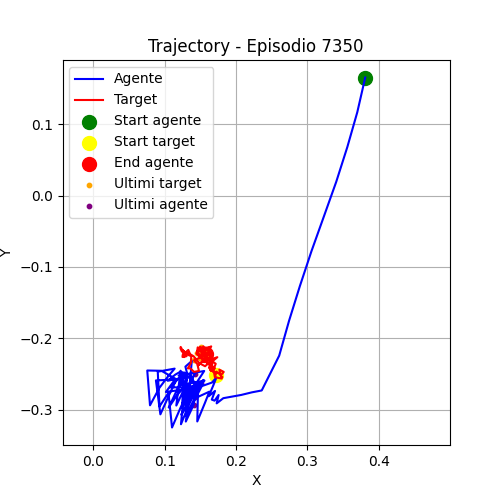 Trajectory - Episodio 7350
Agente
Target
Start agente
Start target
End agente
Ultimi target
Ultimi agente
0.1
0.0
−0.1
−0.2
−0.3
Y
0.0 0.1 0.2 0.3 0.4
X